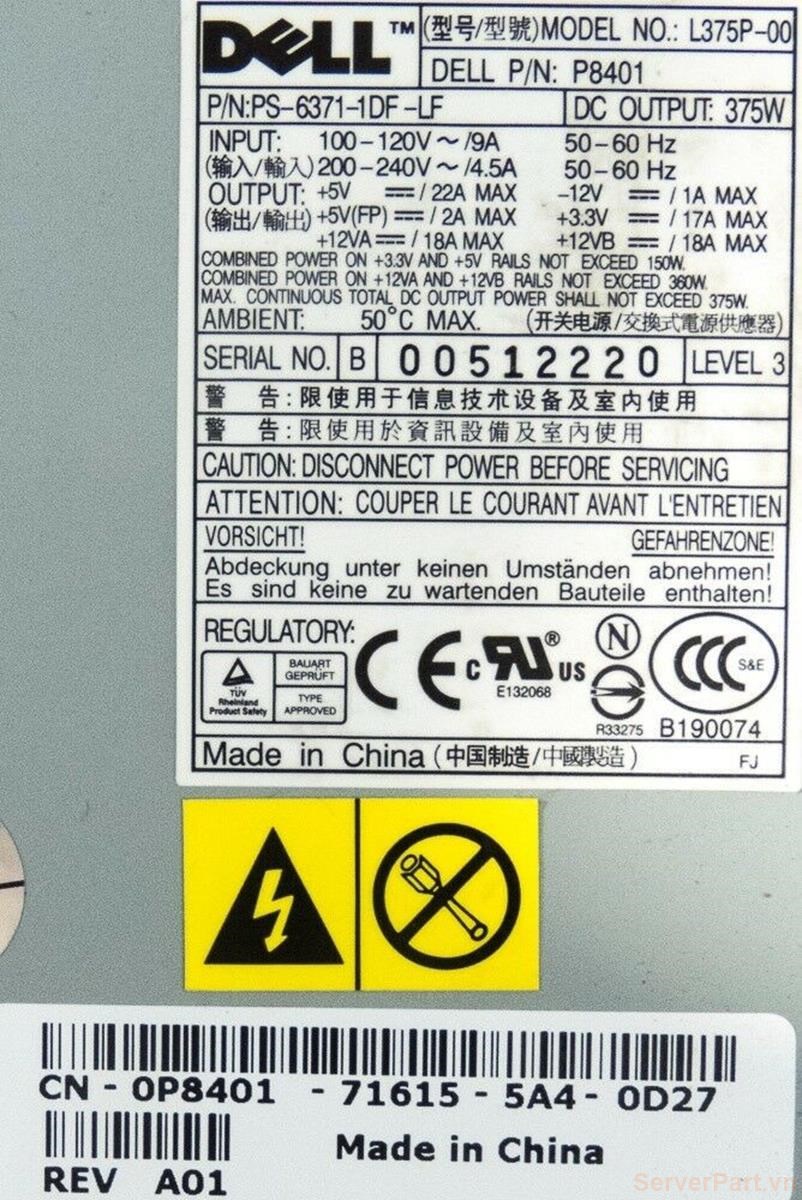 DELL™ (型号/型號)MODEL NO.: L375P-00
DELL P/N: P8401
P/N:PS-6371-1DF-LF DC OUTPUT: 375W
INPUT: 100-120V ~ /9A 50-60 Hz
(输入/輸入) 200-240V ~ /4.5A 50-60 Hz
OUTPUT: +5V ⎓ / 22A MAX -12V ⎓ / 1A MAX
(输出/輸出) +5V(FP) ⎓ / 2A MAX +3.3V ⎓ / 17A MAX
+12VA ⎓ / 18A MAX +12VB ⎓ / 18A MAX
COMBINED POWER ON +3.3V AND +5V RAILS NOT EXCEED 150W.
COMBINED POWER ON +12VA AND +12VB RAILS NOT EXCEED 360W.
MAX. CONTINUOUS TOTAL DC OUTPUT POWER SHALL NOT EXCEED 375W.
AMBIENT: 50°C MAX. (开关电源/交換式電源供應器)
SERIAL NO. B 00512220 LEVEL 3
警 告:限使用于信息技术设备及室内使用
警 告:限使用於資訊設備及室內使用
CAUTION: DISCONNECT POWER BEFORE SERVICING
ATTENTION: COUPER LE COURANT AVANT L'ENTRETIEN
VORSICHT! GEFAHRENZONE!
Abdeckung unter keinen Umständen abnehmen!
Es sind keine zu wartenden Bauteile enthalten!
REGULATORY:
TÜV Rheinland Product Safety
BAUART GEPRÜFT
TYPE APPROVED
CE
c RU® US
E132068
N
R33275
CCC S&E
B190074
Made in China (中国制造/中國製造) FJ
CN - 0P8401 - 71615 - 5A4 - 0D27
Made in China
REV A01
ServerPart.vn